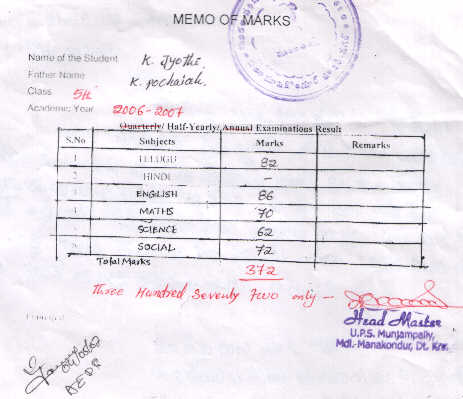 MEMO OF MARKS
Name of the Student K. Jyothi
Father Name K. Pochaiah.
Class 5th
Academic Year 2006-2007
Quarterly/ Half-Yearly/ Annual Examinations Result
S.No Subjects Marks Remarks
1 TELUGU 82
2 HINDI –
3 ENGLISH 86
4 MATHS 70
5 SCIENCE 62
6 SOCIAL 72
Total Marks 372
Three Hundred Seventy Two only –
Head Master
U.P.S. Munjampally,
Mdl.-Manakondur, Dt. Knr.